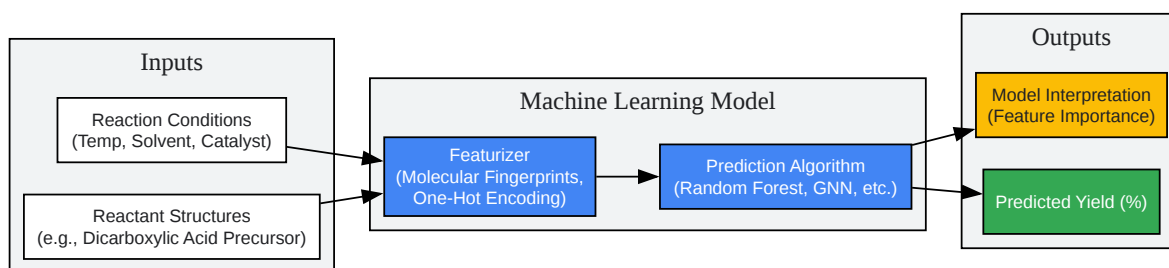 Inputs
Reaction Conditions
(Temp, Solvent, Catalyst)
Reactant Structures
(e.g., Dicarboxylic Acid Precursor)
Machine Learning Model
Featurizer
(Molecular Fingerprints,
One-Hot Encoding)
Prediction Algorithm
(Random Forest, GNN, etc.)
Outputs
Model Interpretation
(Feature Importance)
Predicted Yield (%)